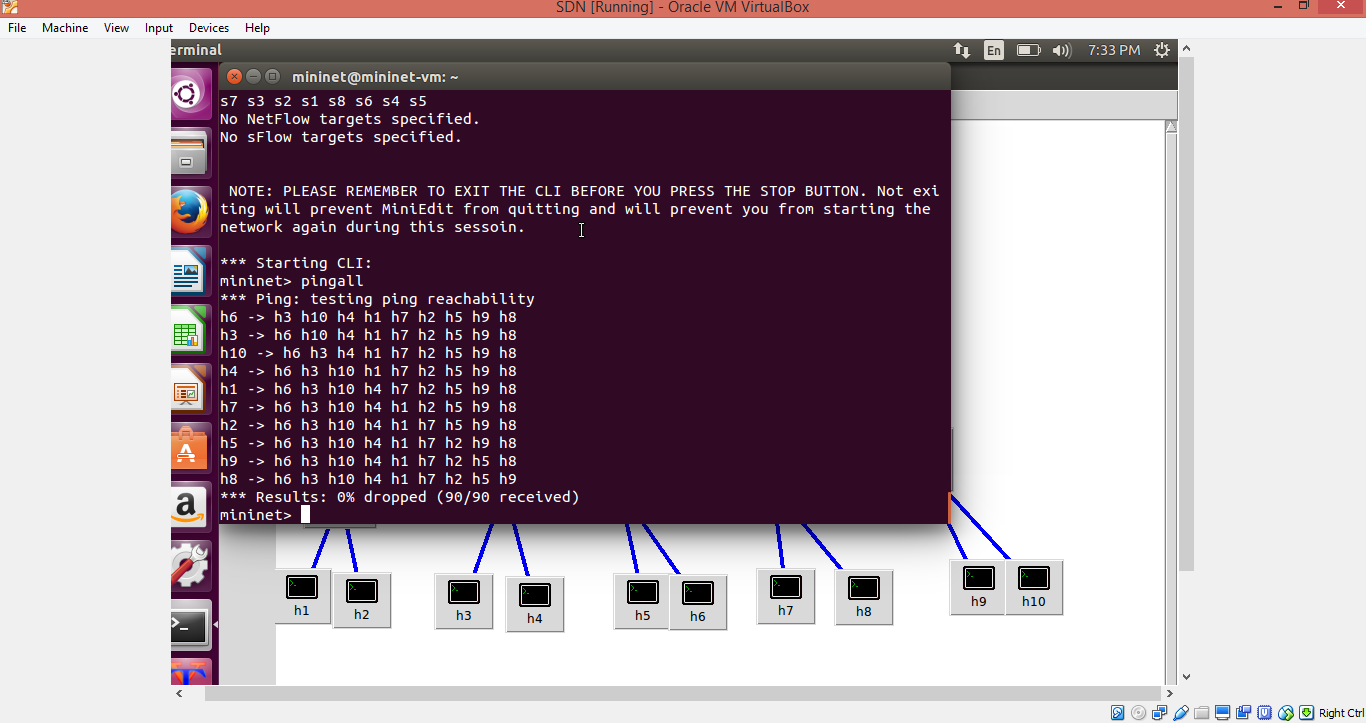 SDN [Running] - Oracle VM VirtualBox
File Machine View Input Devices Help
erminal En 7:33 PM
mininet@mininet-vm: ~
s7 s3 s2 s1 s8 s6 s4 s5
No NetFlow targets specified.
No sFlow targets specified.
NOTE: PLEASE REMEMBER TO EXIT THE CLI BEFORE YOU PRESS THE STOP BUTTON. Not exi
ting will prevent MiniEdit from quitting and will prevent you from starting the
network again during this sessoin.
*** Starting CLI:
mininet> pingall
*** Ping: testing ping reachability
h6 -> h3 h10 h4 h1 h7 h2 h5 h9 h8
h3 -> h6 h10 h4 h1 h7 h2 h5 h9 h8
h10 -> h6 h3 h4 h1 h7 h2 h5 h9 h8
h4 -> h6 h3 h10 h1 h7 h2 h5 h9 h8
h1 -> h6 h3 h10 h4 h7 h2 h5 h9 h8
h7 -> h6 h3 h10 h4 h1 h2 h5 h9 h8
h2 -> h6 h3 h10 h4 h1 h7 h5 h9 h8
h5 -> h6 h3 h10 h4 h1 h7 h2 h9 h8
h9 -> h6 h3 h10 h4 h1 h7 h2 h5 h8
h8 -> h6 h3 h10 h4 h1 h7 h2 h5 h9
*** Results: 0% dropped (90/90 received)
mininet>
h1 h2 h3 h4 h5 h6 h7 h8 h9 h10
Right Ctrl